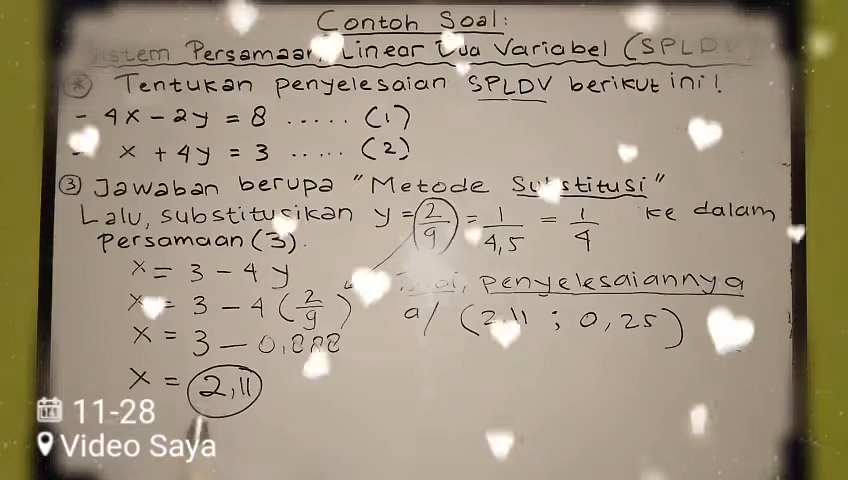 Contoh Soal:
Persamaan Linear Dua Variabel (SPLDV
* Tentukan penyelesaian SPLDV berikut ini!
- 4x - 2y = 8 ..... (1)
- x + 4y = 3 ..... (2)
③ Jawaban berupa "Metode Substitusi"
Lalu, substitusikan y = 2/9 = 1/4,5 = 1/4 ke dalam
Persamaan (3).
x = 3 - 4y
x = 3 - 4 (2/9)
penyelesaiannya
a/ (2,11 ; 0,25)
x = 3 - 0,888
x = 2,11
11-28
Video Saya